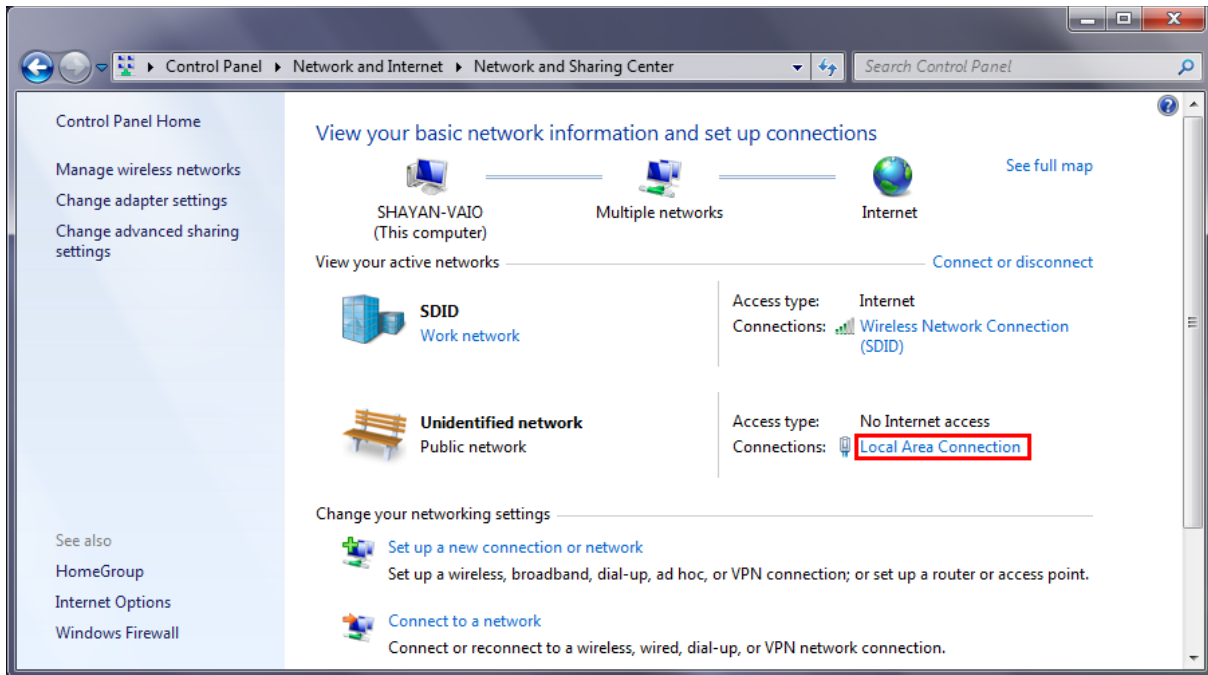 Control Panel ▸ Network and Internet ▸ Network and Sharing Center
Search Control Panel
Control Panel Home
Manage wireless networks
Change adapter settings
Change advanced sharing
settings
See also
HomeGroup
Internet Options
Windows Firewall
View your basic network information and set up connections
See full map
SHAYAN-VAIO
(This computer)
Multiple networks
Internet
View your active networks
Connect or disconnect
SDID
Work network
Access type: Internet
Connections: Wireless Network Connection
(SDID)
Unidentified network
Public network
Access type: No Internet access
Connections: Local Area Connection
Change your networking settings
Set up a new connection or network
Set up a wireless, broadband, dial-up, ad hoc, or VPN connection; or set up a router or access point.
Connect to a network
Connect or reconnect to a wireless, wired, dial-up, or VPN network connection.